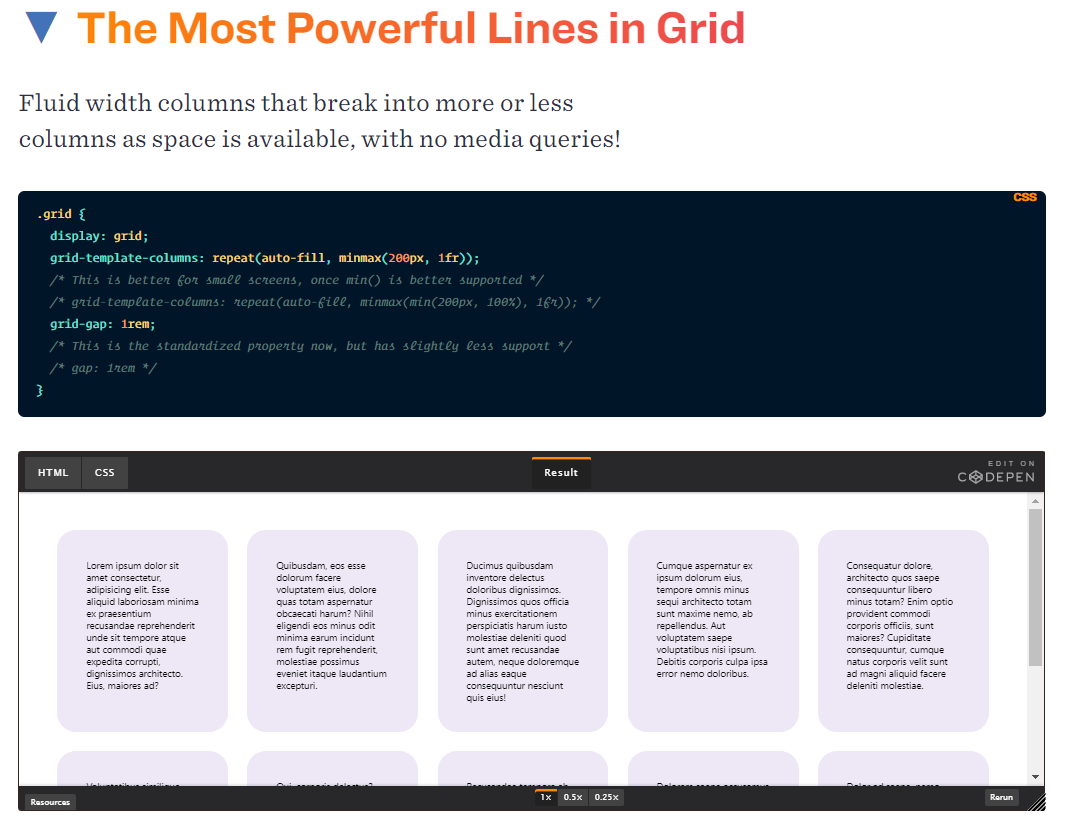 The Most Powerful Lines in Grid
Fluid width columns that break into more or less
columns as space is available, with no media queries!
CSS
.grid {
display: grid;
grid-template-columns: repeat(auto-fill, minmax(200px, 1fr));
/* This is better for small screens, once min() is better supported */
/* grid-template-columns: repeat(auto-fill, minmax(min(200px, 100%), 1fr)); */
grid-gap: 1rem;
/* This is the standardized property now, but has slightly less support */
/* gap: 1rem */
}
HTML CSS Result EDIT ON
CODEPEN
Lorem ipsum dolor sit
amet consectetur,
adipisicing elit. Esse
aliquid laboriosam minima
ex praesentium
recusandae reprehenderit
unde sit tempore atque
aut commodi quae
expedita corrupti,
dignissimos architecto.
Eius, maiores ad?
Quibusdam, eos esse
dolorum facere
voluptatem eius, dolore
quas totam aspernatur
obcaecati harum? Nihil
eligendi eos minus odit
minima earum incidunt
rem fugit reprehenderit,
molestiae possimus
eveniet itaque laudantium
excepturi.
Ducimus quibusdam
inventore delectus
doloribus dignissimos.
Dignissimos quos officia
minus exercitationem
perspiciatis harum iusto
molestiae deleniti quod
sunt amet recusandae
autem, neque doloremque
ad alias eaque
consequuntur nesciunt
quis eius!
Cumque aspernatur ex
ipsum dolorum eius,
tempore omnis minus
sequi architecto totam
sunt maxime nemo, ab
repellendus. Aut
voluptatem saepe
voluptatibus nisi ipsum.
Debitis corporis culpa ipsa
error nemo doloribus.
Consequatur dolore,
architecto quos saepe
consequuntur libero
minus totam? Enim optio
provident commodi
corporis officiis, sunt
maiores? Cupiditate
consequuntur, cumque
natus corporis velit sunt
ad magni aliquid facere
deleniti molestiae.
Resources 1x 0.5x 0.25x Rerun